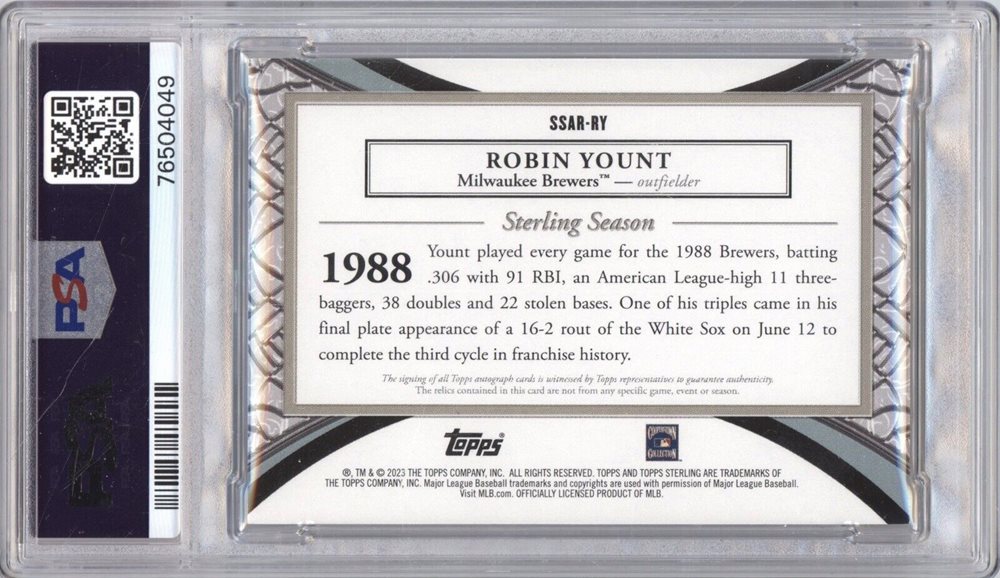 76504049
PSA
SSAR-RY
ROBIN YOUNT
Milwaukee Brewers™ — outfielder
Sterling Season
1988 Yount played every game for the 1988 Brewers, batting
.306 with 91 RBI, an American League-high 11 three-
baggers, 38 doubles and 22 stolen bases. One of his triples came in his
final plate appearance of a 16-2 rout of the White Sox on June 12 to
complete the third cycle in franchise history.
The signing of all Topps autograph cards is witnessed by Topps representatives to guarantee authenticity.
The relics contained in this card are not from any specific game, event or season.
topps®
COOPERSTOWN
COLLECTION
®, TM & © 2023 THE TOPPS COMPANY, INC. ALL RIGHTS RESERVED. TOPPS AND TOPPS STERLING ARE TRADEMARKS OF
THE TOPPS COMPANY, INC. Major League Baseball trademarks and copyrights are used with permission of Major League Baseball.
Visit MLB.com. OFFICIALLY LICENSED PRODUCT OF MLB.